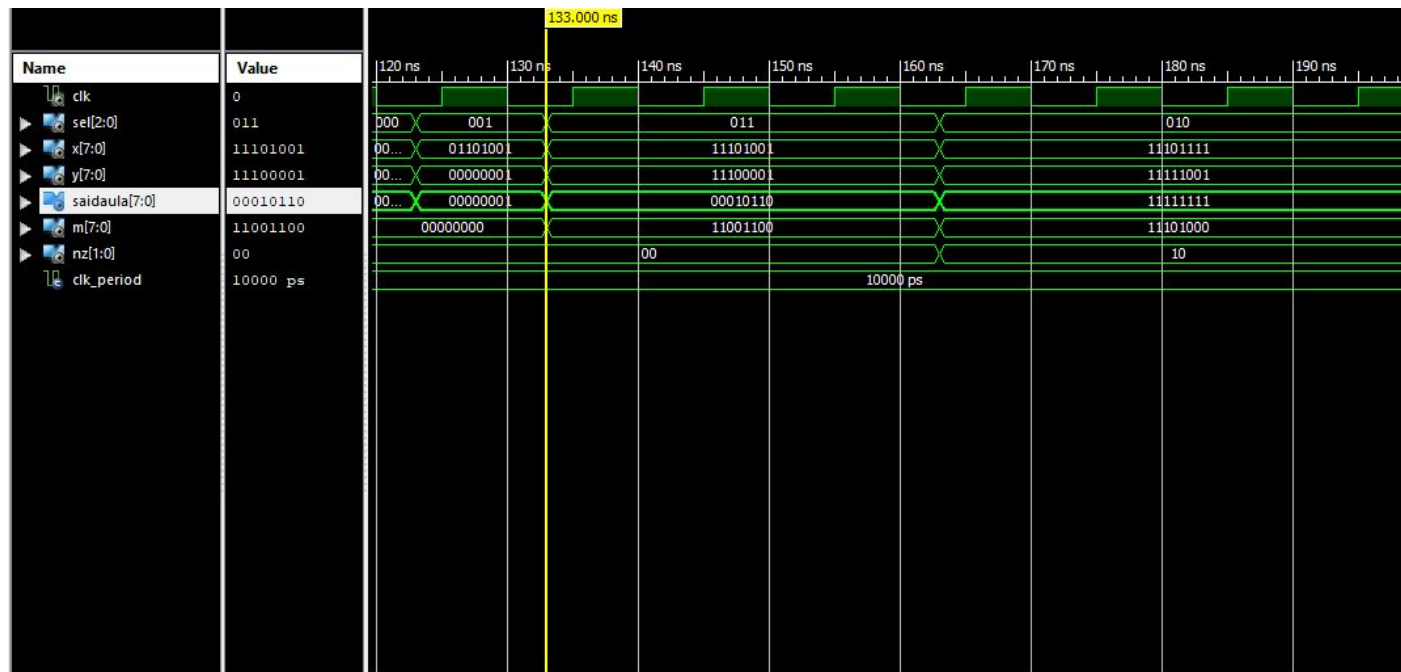 133.000 ns
Name Value 120 ns 130 ns 140 ns 150 ns 160 ns 170 ns 180 ns 190 ns
clk 0
sel[2:0] 011 000 001 011 010
x[7:0] 11101001 00... 01101001 11101001 11101111
y[7:0] 11100001 00... 00000001 11100001 11111001
saidaula[7:0] 00010110 00... 00000001 00010110 11111111
m[7:0] 11001100 00000000 11001100 11101000
nz[1:0] 00 00 10
clk_period 10000 ps 10000 ps